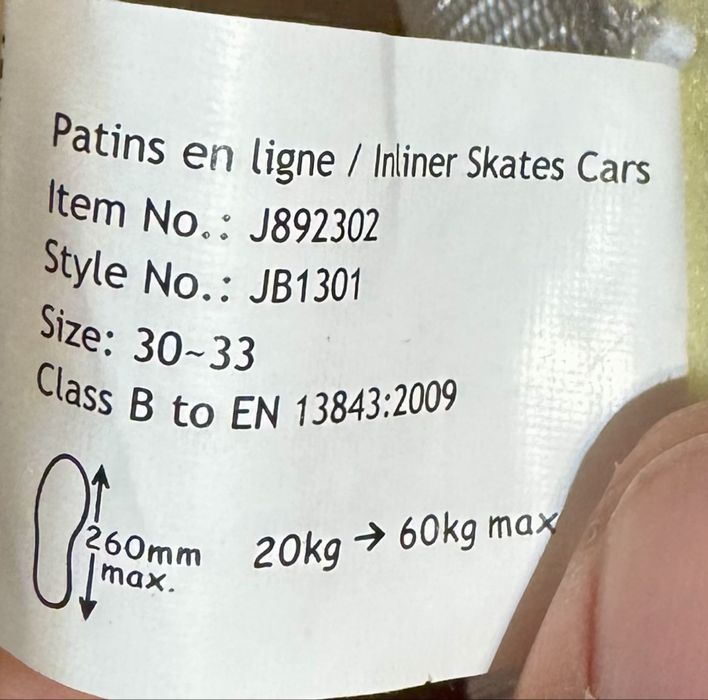 Patins en ligne / Inliner Skates Cars
Item No.: J892302
Style No.: JB1301
Size: 30~33
Class B to EN 13843:2009
260mm
max.
20kg → 60kg max